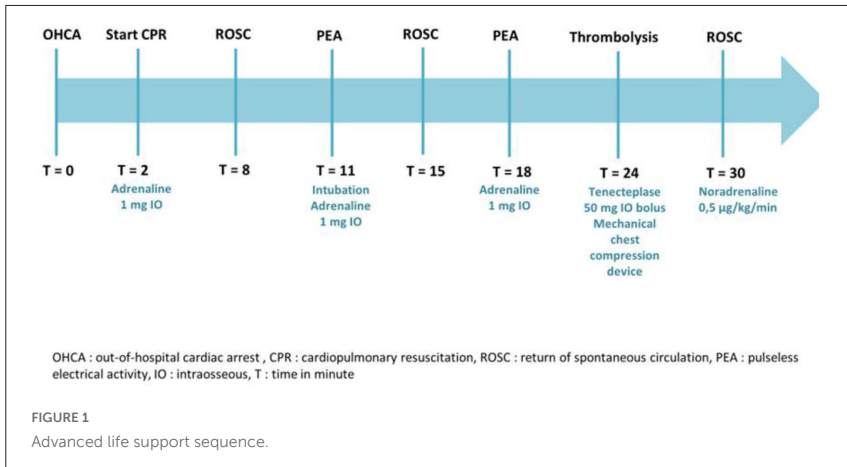 OHCA Start CPR ROSC PEA ROSC PEA Thrombolysis ROSC
T = 0 T = 2 T = 8 T = 11 T = 15 T = 18 T = 24 T = 30
Adrenaline
1 mg IO
Intubation
Adrenaline
1 mg IO
Adrenaline
1 mg IO
Tenecteplase
50 mg IO bolus
Mechanical
chest
compression
device
Noradrenaline
0,5 µg/kg/min
OHCA : out-of-hospital cardiac arrest , CPR : cardiopulmonary resuscitation, ROSC : return of spontaneous circulation, PEA : pulseless
electrical activity, IO : intraosseous, T : time in minute
FIGURE 1
Advanced life support sequence.